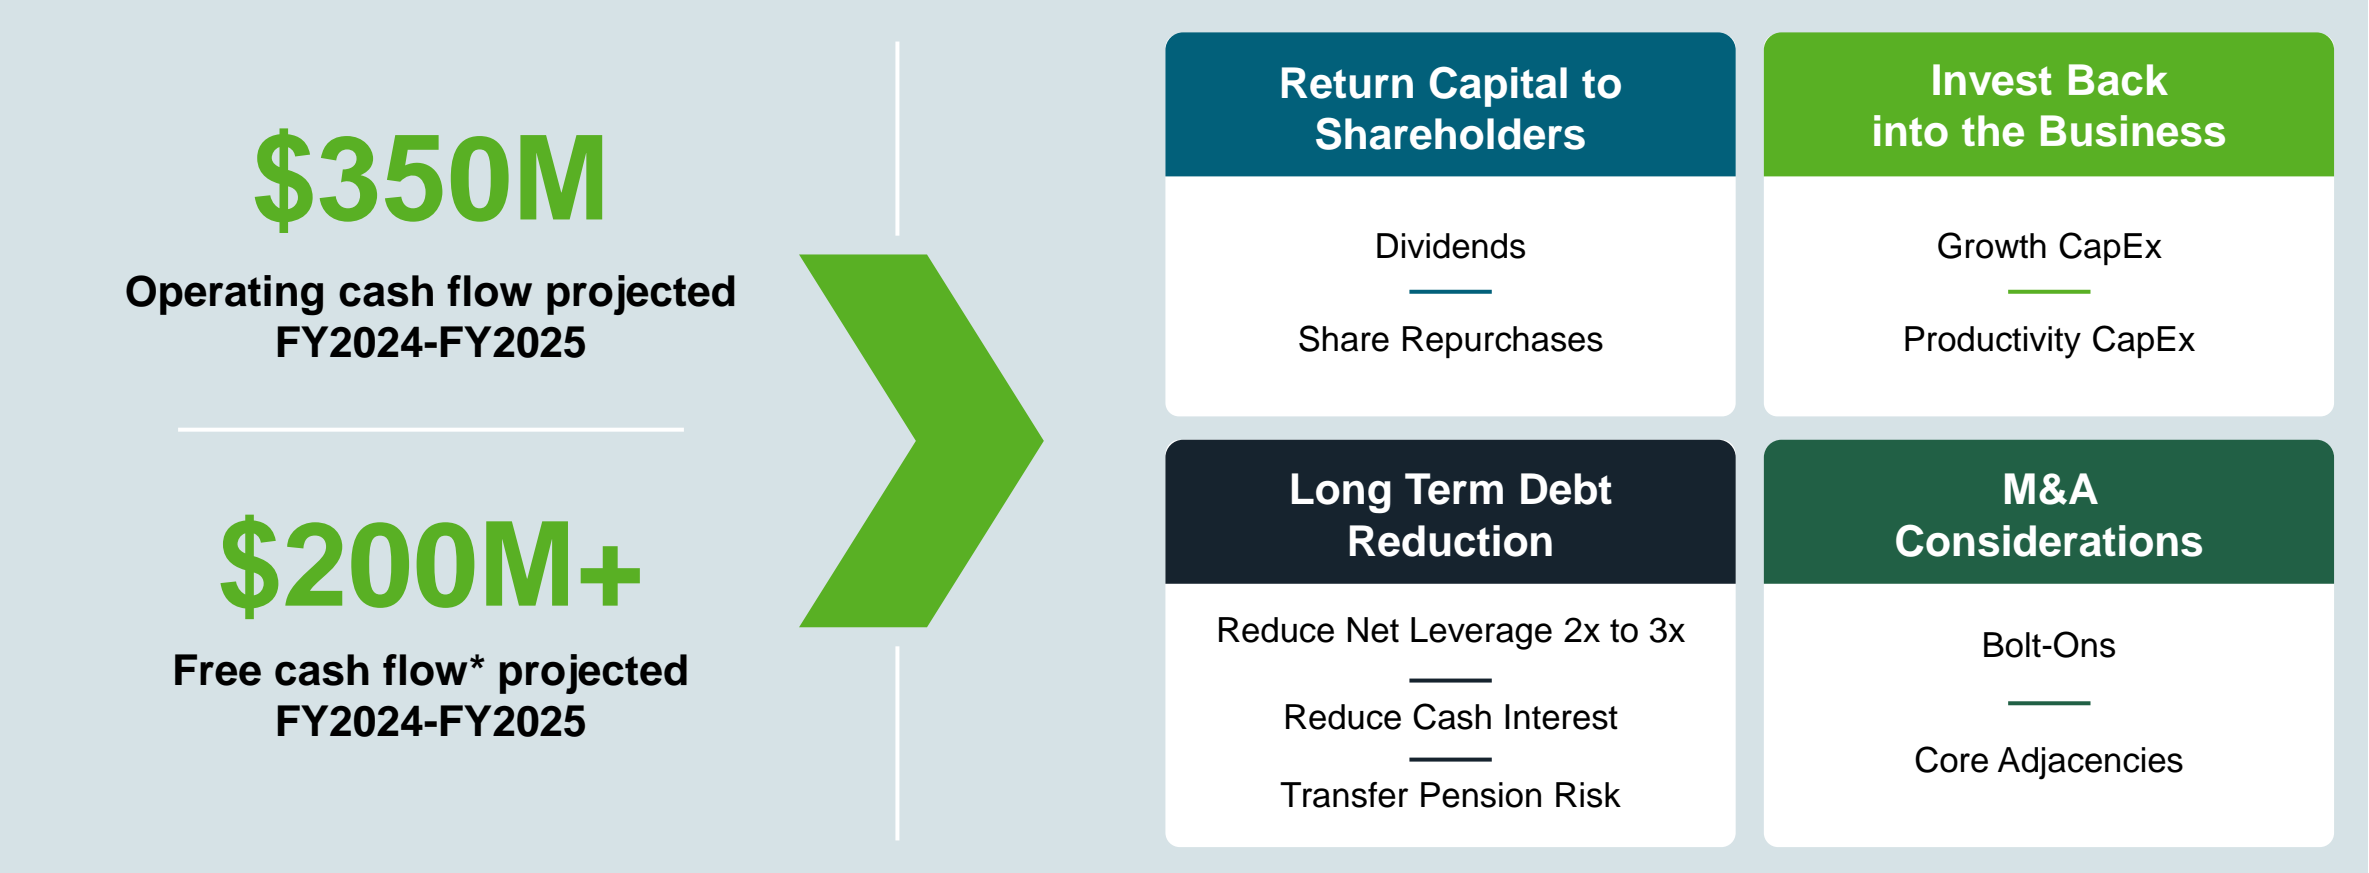 $350M
Operating cash flow projected
FY2024-FY2025
$200M+
Free cash flow* projected
FY2024-FY2025
Return Capital to
Shareholders
Dividends
Share Repurchases
Invest Back
into the Business
Growth CapEx
Productivity CapEx
Long Term Debt
Reduction
Reduce Net Leverage 2x to 3x
Reduce Cash Interest
Transfer Pension Risk
M&A
Considerations
Bolt-Ons
Core Adjacencies